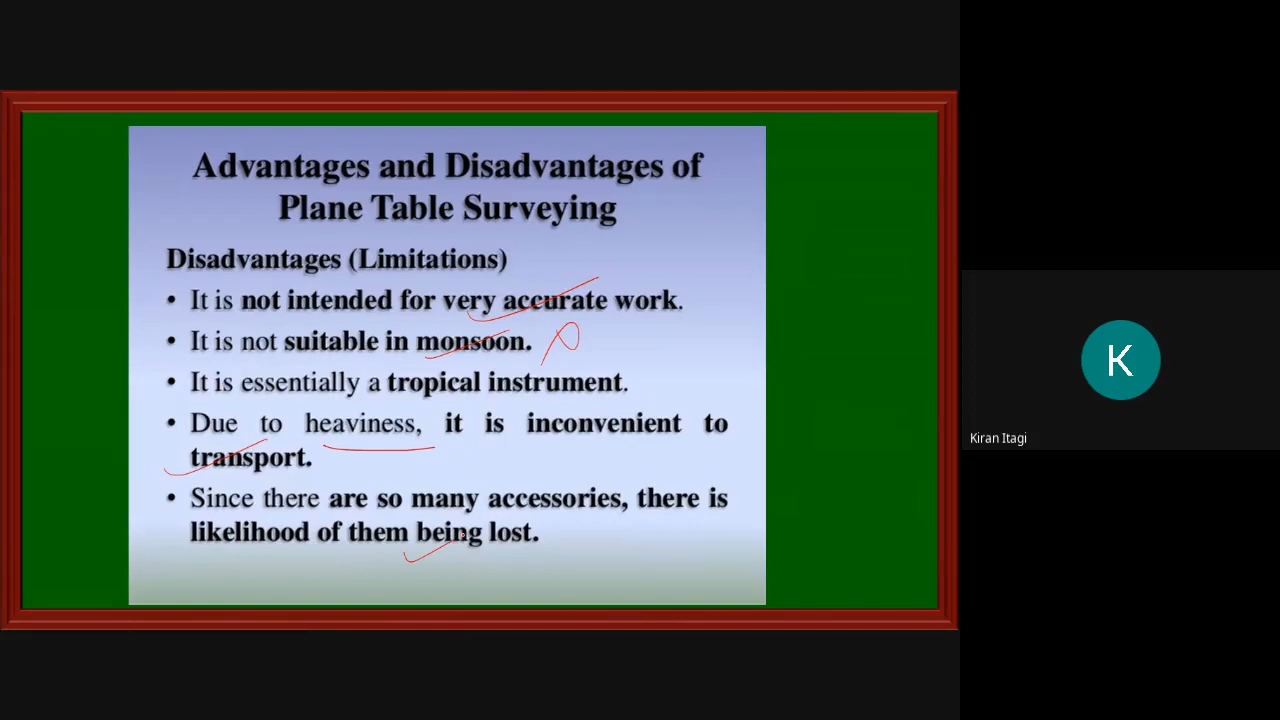 Advantages and Disadvantages of
Plane Table Surveying
Disadvantages (Limitations)
• It is not intended for very accurate work.
• It is not suitable in monsoon.
• It is essentially a tropical instrument.
• Due to heaviness, it is inconvenient to
transport.
• Since there are so many accessories, there is
likelihood of them being lost.
K
Kiran Itagi